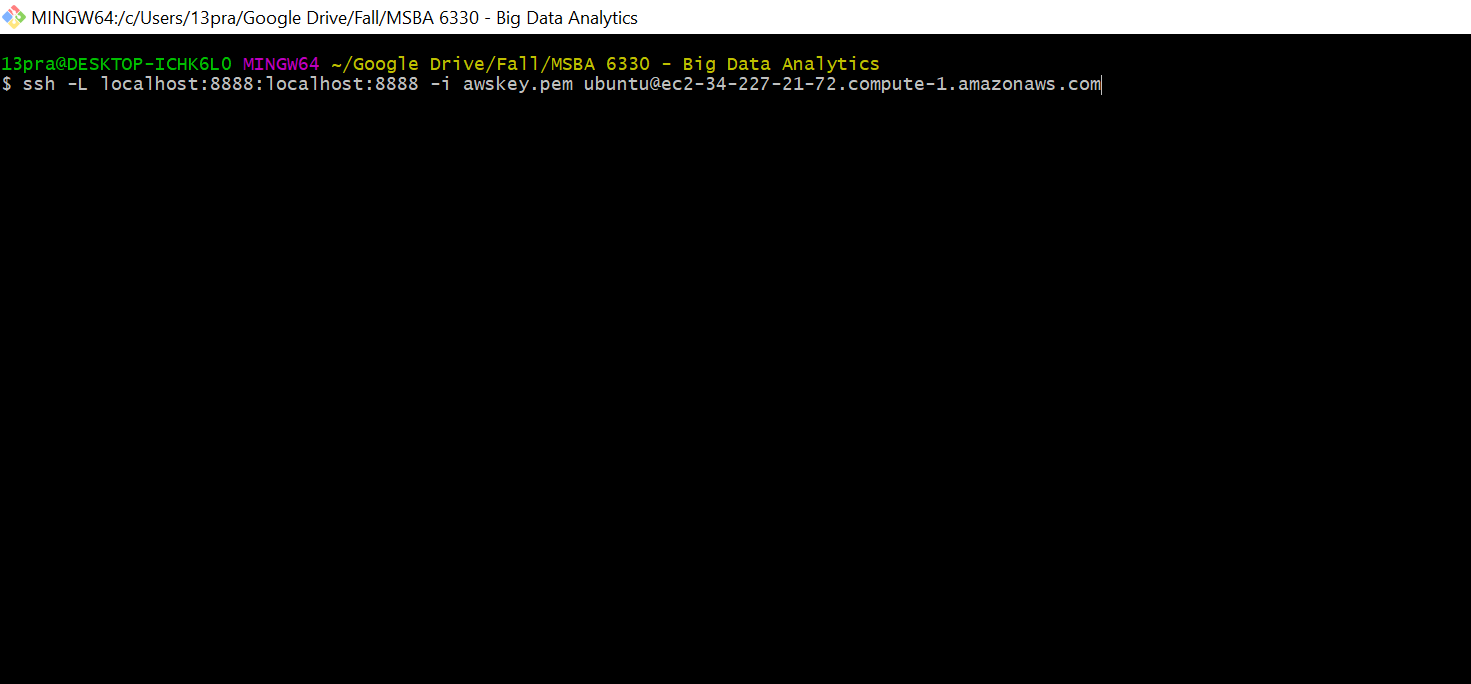 MINGW64:/c/Users/13pra/Google Drive/Fall/MSBA 6330 - Big Data Analytics
13pra@DESKTOP-ICHK6LO MINGW64 ~/Google Drive/Fall/MSBA 6330 - Big Data Analytics
$ ssh -L localhost:8888:localhost:8888 -i awskey.pem ubuntu@ec2-34-227-21-72.compute-1.amazonaws.com